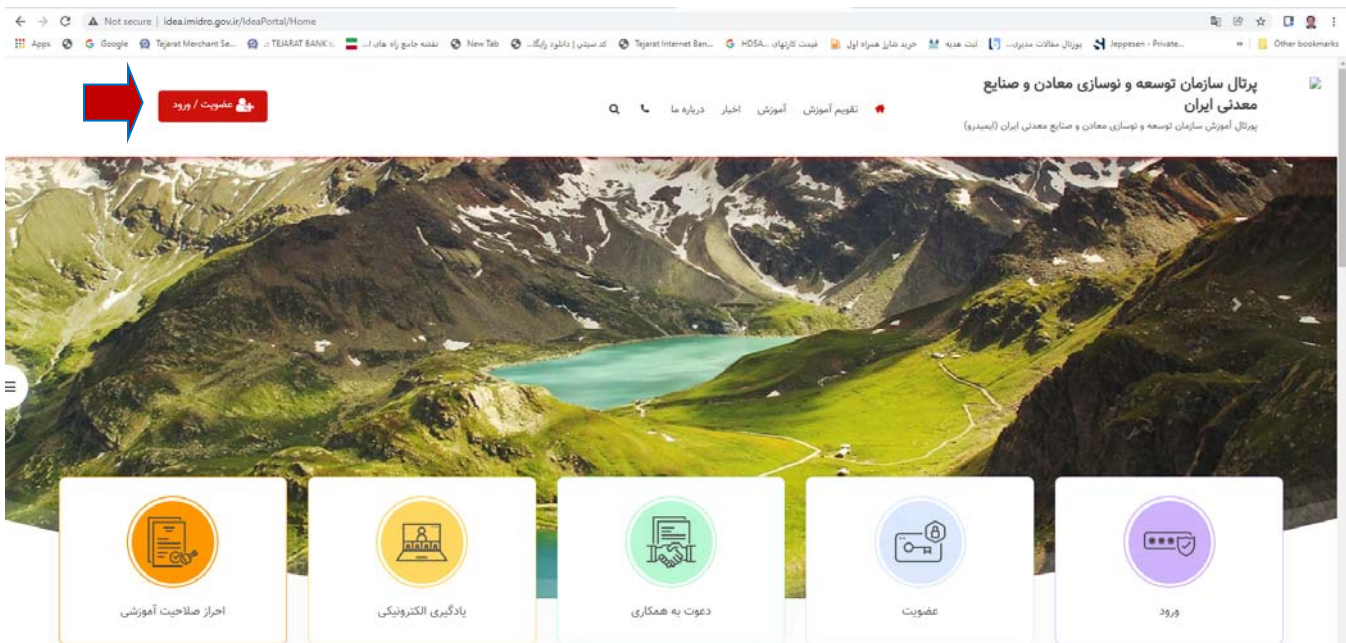 Not secure | idea.imidro.gov.ir/IdeaPortal/Home
Apps
Google
Tejarat Merchant Se...
:: TEJARAT BANK ::
نقشه جامع راه های ا...
New Tab
کد سیتنی | دانلود رایگا...
Tejarat Internet Ban...
قیمت کارتهای HDSA...
خرید شارژ همراه اول
لیت هدیه
پورتال مقالات مدیری...
Jeppesen - Private...
»
Other bookmarks
پرتال سازمان توسعه و نوسازی معادن و صنایع
معدنی ایران
پورتال آموزش سازمان توسعه و نوسازی معادن و صنایع معدنی ایران (ایمیدرو)
تقویم آموزش
آموزش
اخبار
درباره ما
عضویت / ورود
ورود
عضویت
دعوت به همکاری
یادگیری الکترونیکی
احراز صلاحیت آموزشی